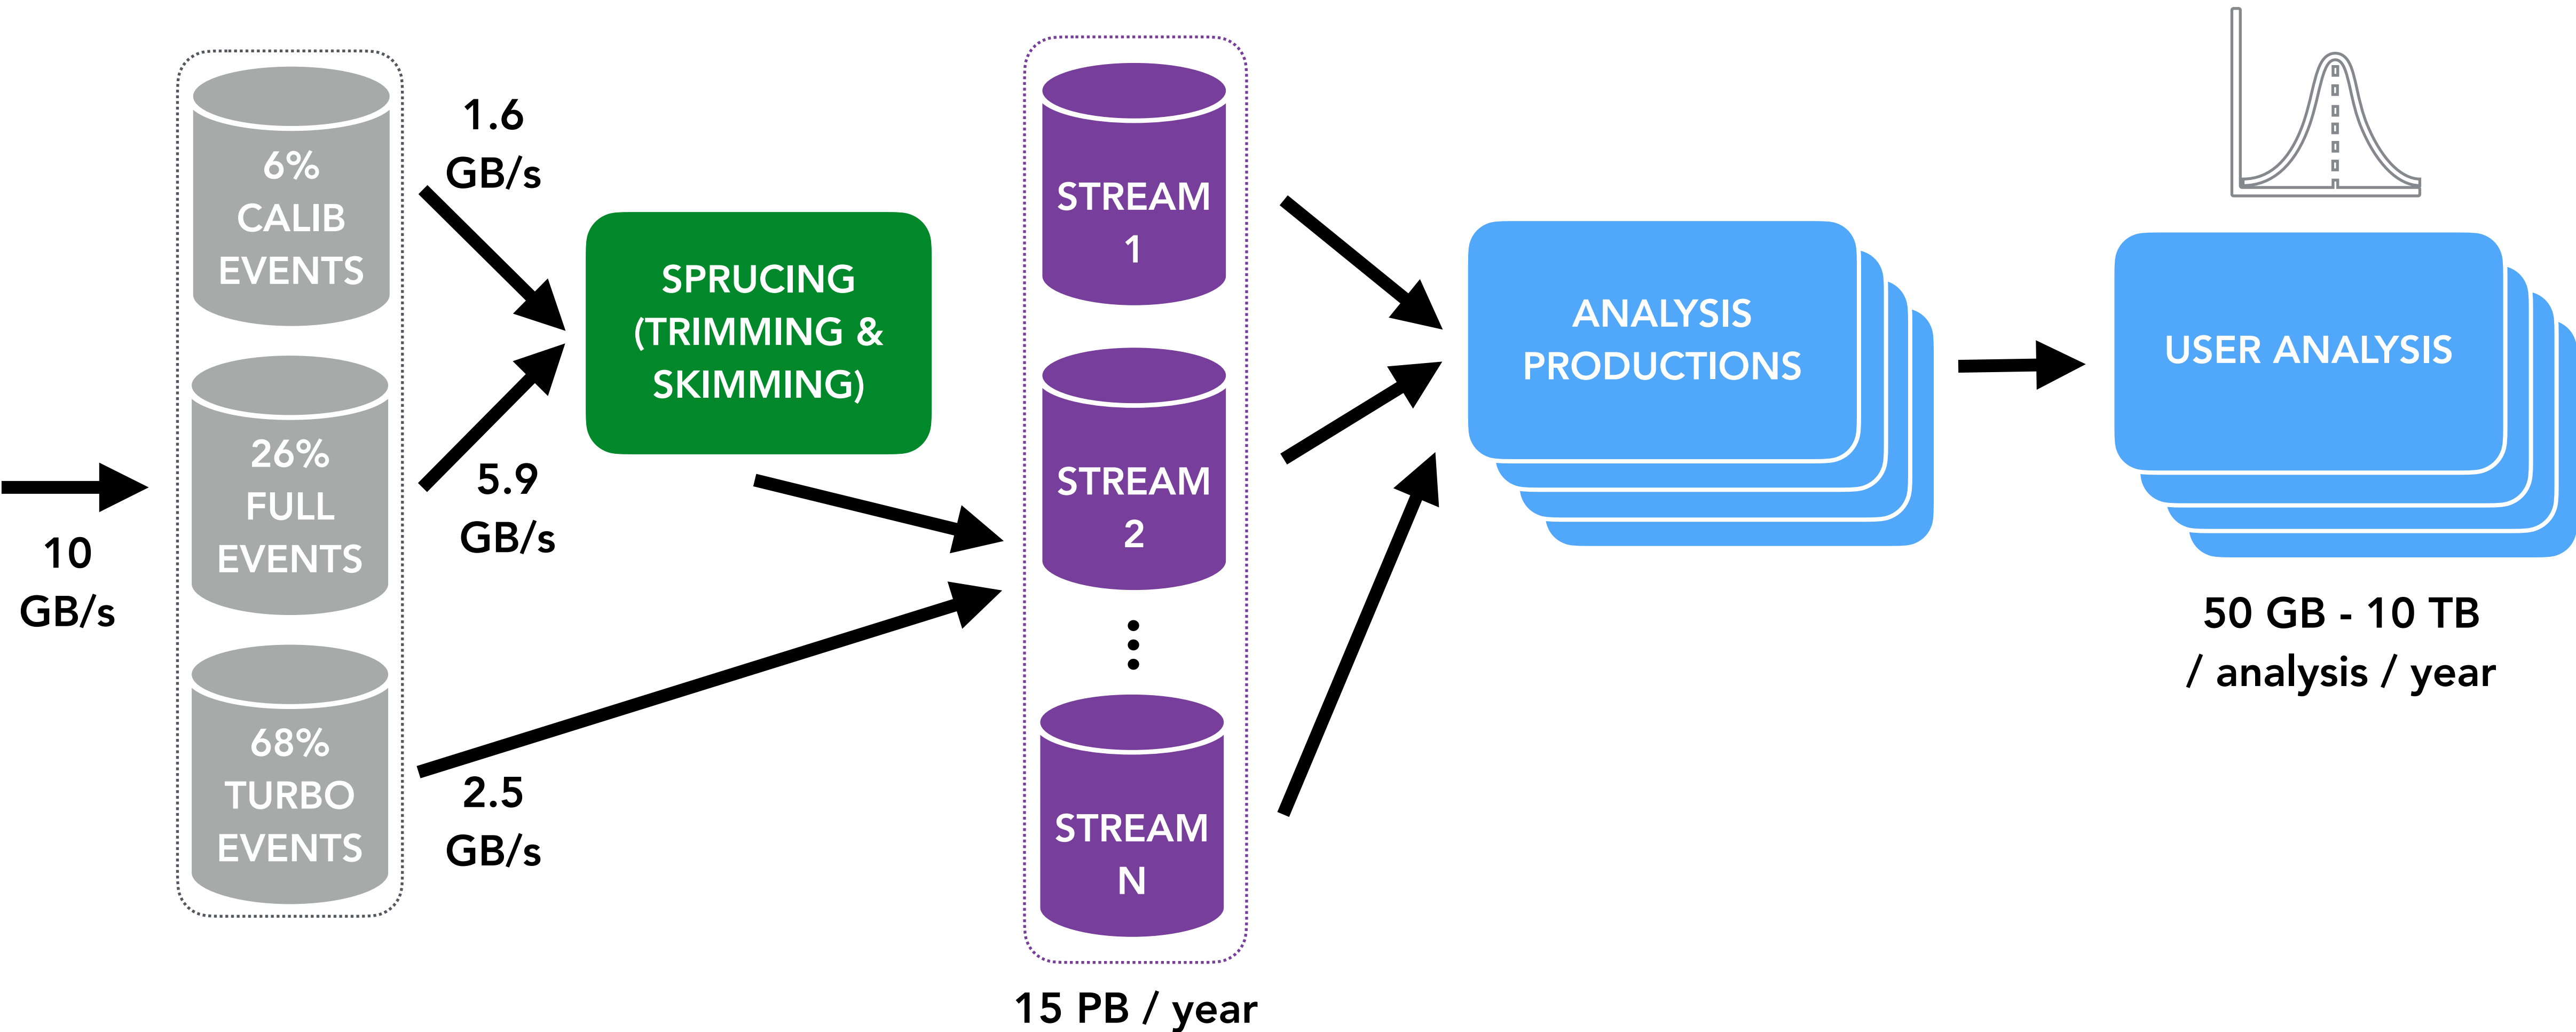 10
GB/s
6%
CALIB
EVENTS
26%
FULL
EVENTS
68%
TURBO
EVENTS
1.6
GB/s
5.9
GB/s
2.5
GB/s
SPRUCING
(TRIMMING &
SKIMMING)
STREAM
1
STREAM
2
STREAM
N
15 PB / year
ANALYSIS
PRODUCTIONS
USER ANALYSIS
50 GB - 10 TB
/ analysis / year